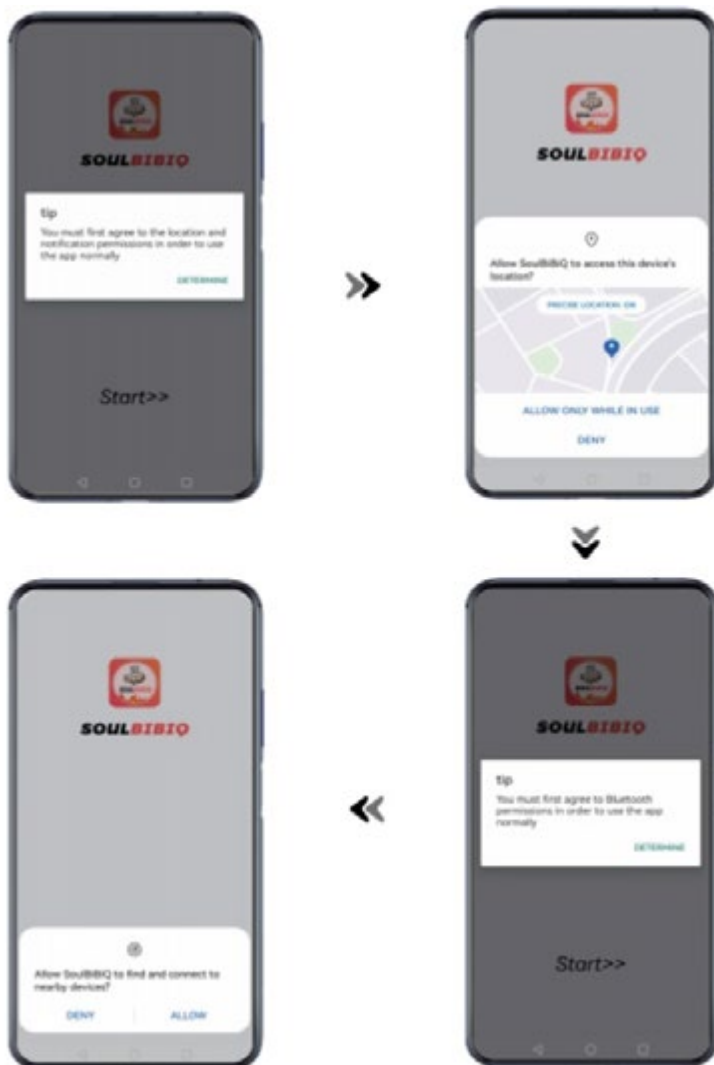 SOULBIBIQ
tip
You must first agree to the location and
notification permissions in order to use
the app normally
DETERMINE
Start>>
SOULBIBIQ
Allow SoulBiBiQ to access this device's
location?
PRECISE LOCATION: ON
ALLOW ONLY WHILE IN USE
DENY
SOULBIBIQ
tip
You must first agree to Bluetooth
permissions in order to use the app
normally
DETERMINE
Start>>
SOULBIBIQ
Allow SoulBiBiQ to find and connect to
nearby devices?
DENY
ALLOW